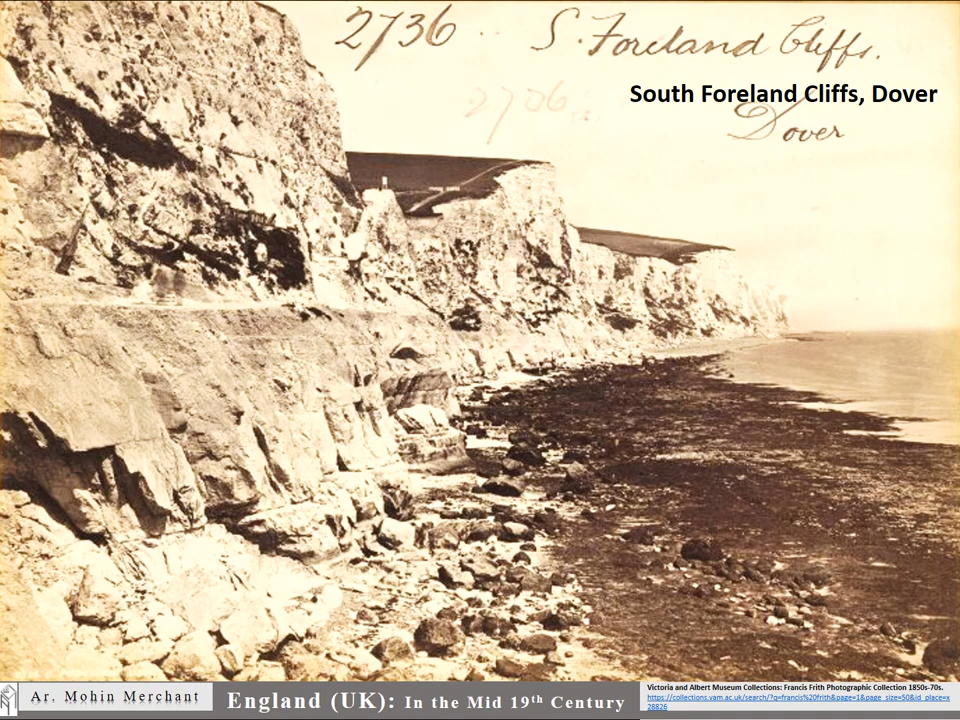 2736 S. Foreland Cliffs.
2706
South Foreland Cliffs, Dover
Dover
Ar. Mohin Merchant
England (UK): In the Mid 19th Century
Victoria and Albert Museum Collections: Francis Frith Photographic Collection 1850s-70s.
https://collections.vam.ac.uk/search/?q=francis%20frith&page=1&page_size=50&id_place=x
28826